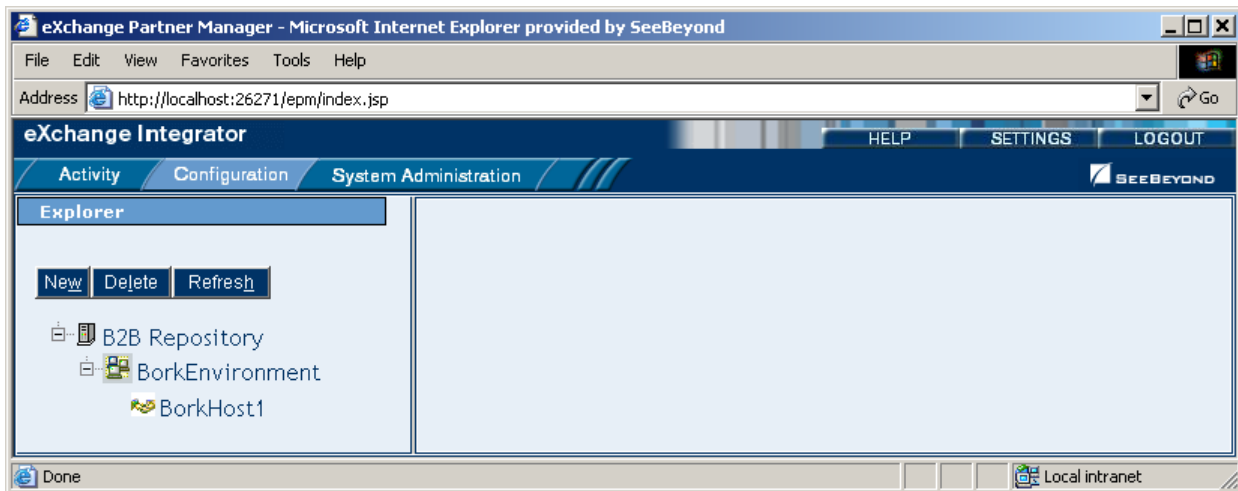 eXchange Partner Manager - Microsoft Internet Explorer provided by SeeBeyond
File Edit View Favorites Tools Help
Address http://localhost:26271/epm/index.jsp Go
eXchange Integrator HELP SETTINGS LOGOUT
Activity Configuration System Administration SEEBEYOND
Explorer
New Delete Refresh
B2B Repository
BorkEnvironment
BorkHost1
Done Local intranet